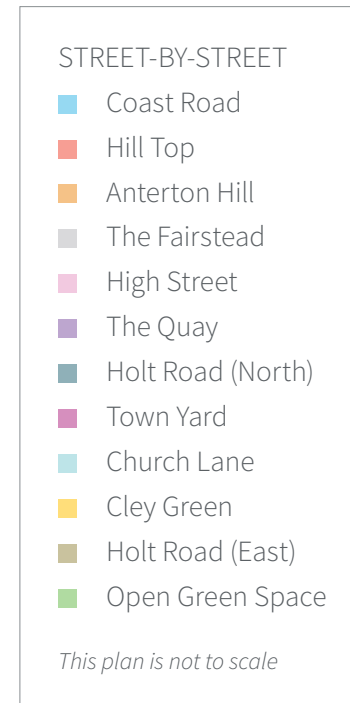 STREET-BY-STREET
Coast Road
Hill Top
Anterton Hill
The Fairstead
High Street
The Quay
Holt Road (North)
Town Yard
Church Lane
Cley Green
Holt Road (East)
Open Green Space
This plan is not to scale